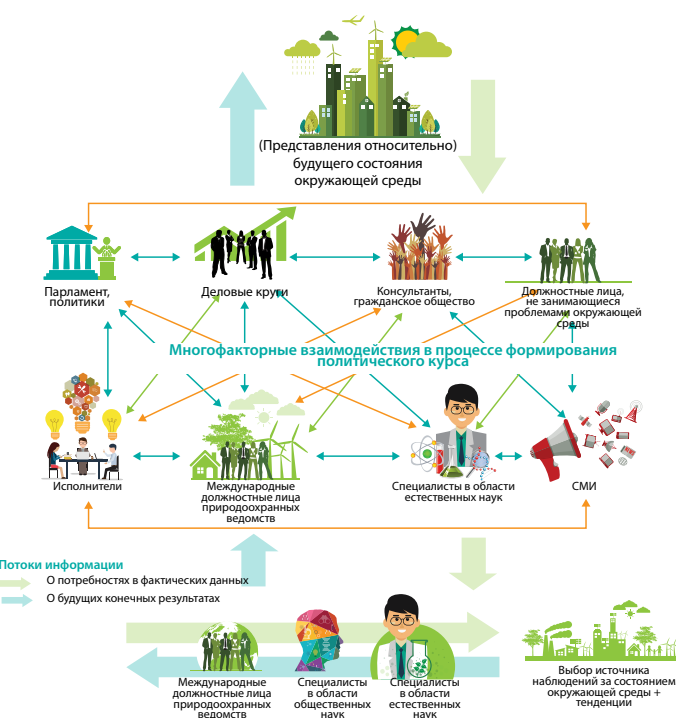 (Представления относительно)
будущего состояния
окружающей среды
Парламент,
политики
Деловые круги
Консультанты,
гражданское общество
Должностные лица,
не занимающиеся
проблемами окружающей
среды
Многофакторные взаимодействия в процессе формирования
политического курса
Исполнители
Международные
должностные лица
природоохранных
ведомств
Специалисты в области
естественных наук
СМИ
Потоки информации
О потребностях в фактических данных
О будущих конечных результатах
Международные
должностные лица
природоохранных
ведомств
Специалисты
в области
общественных
наук
Специалисты
в области
естественных
наук
Выбор источника
наблюдений за состоянием
окружающей среды +
тенденции